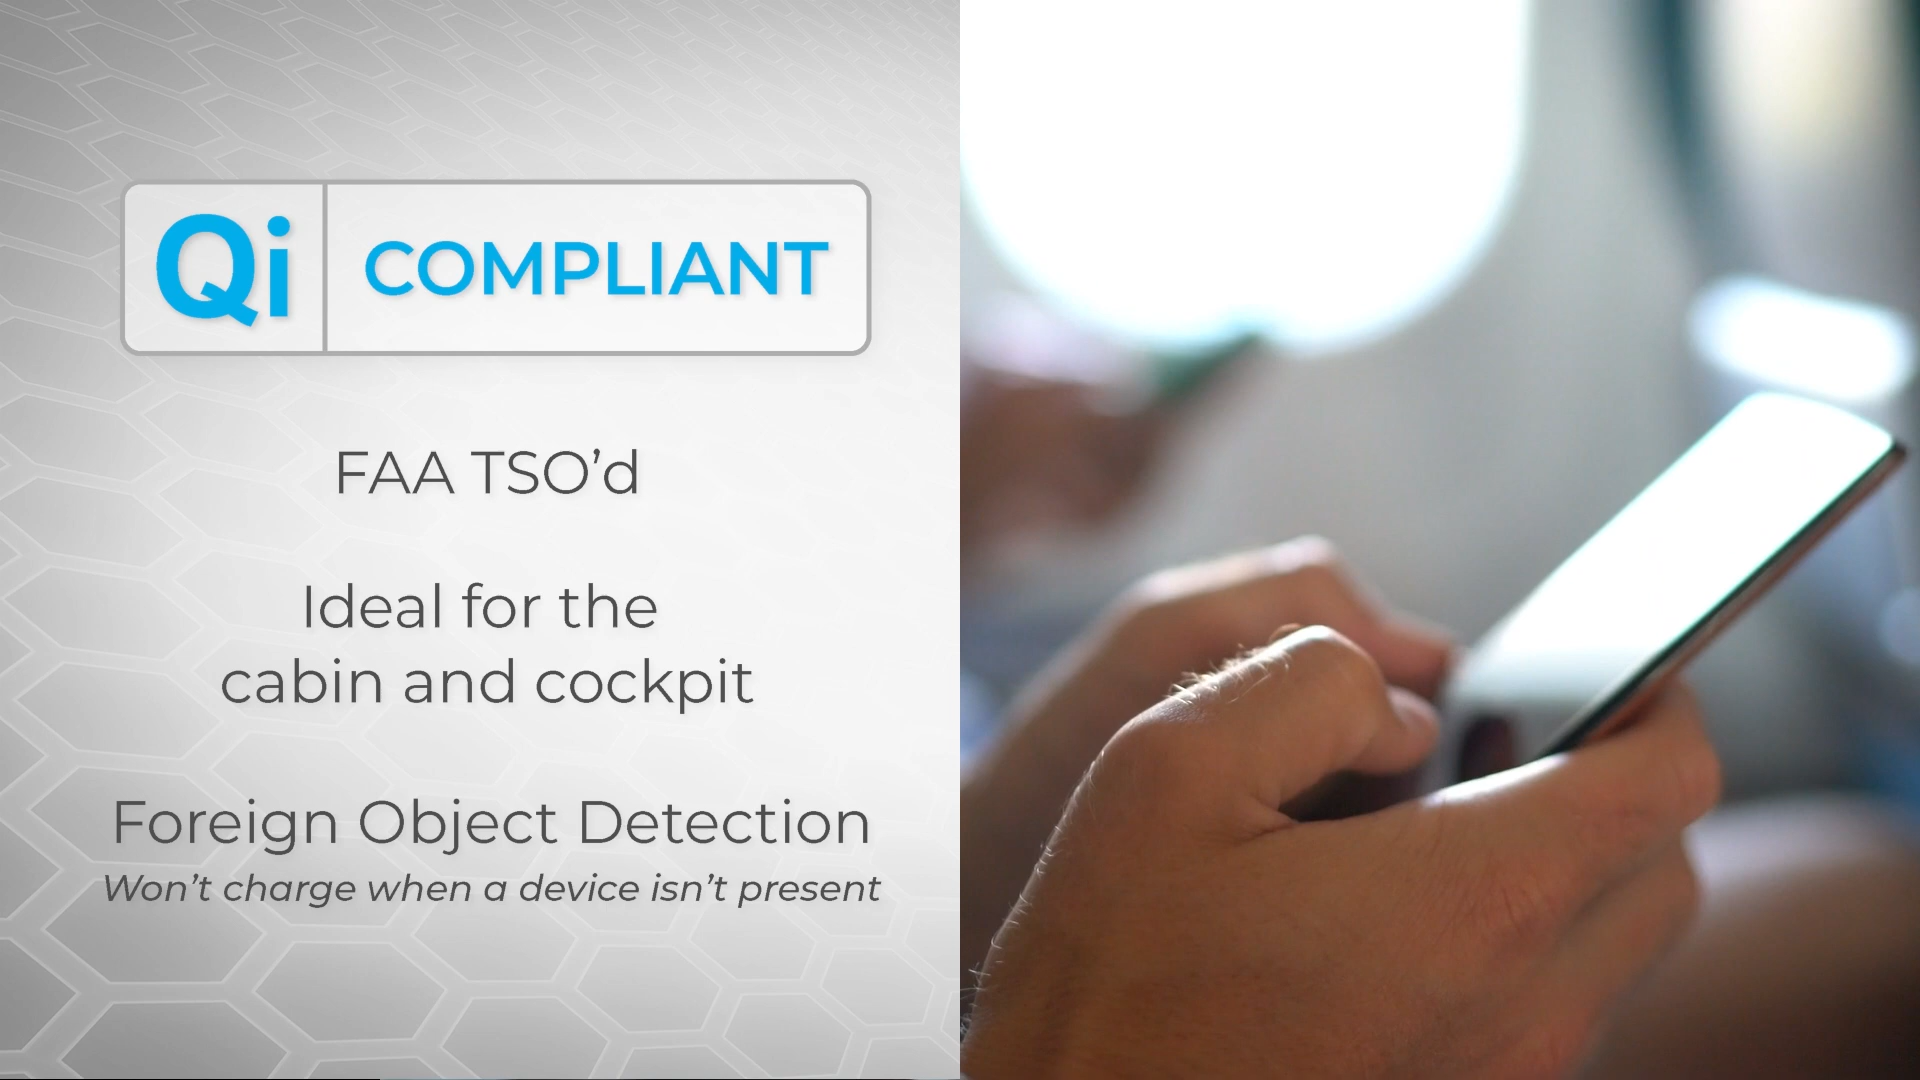 Qi COMPLIANT
FAA TSO’d
Ideal for the
cabin and cockpit
Foreign Object Detection
Won’t charge when a device isn’t present